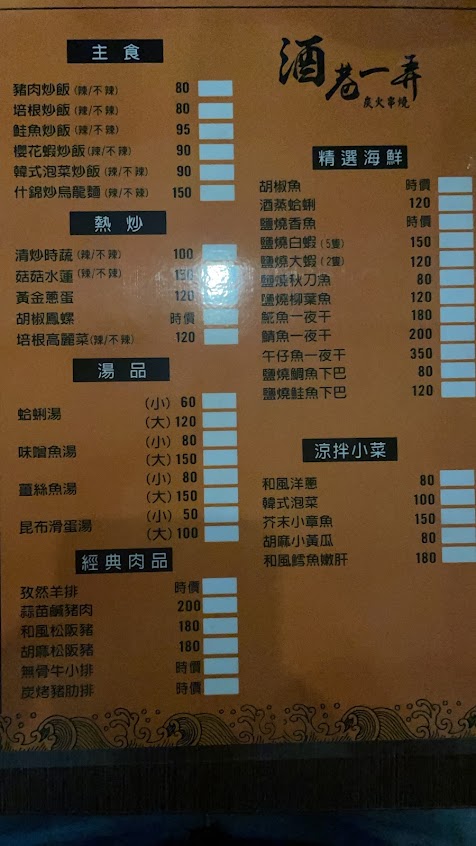 主食
豬肉炒飯(辣/不辣) 80
培根炒飯(辣/不辣) 80
鮭魚炒飯(辣/不辣) 95
櫻花蝦炒飯(辣/不辣) 90
韓式泡菜炒飯(辣/不辣) 90
什錦炒烏龍麵(辣/不辣) 150
熱炒
清炒時蔬(辣/不辣) 100
菇菇水蓮(辣/不辣) 130
黃金蔥蛋 120
胡椒鳳螺 時價
培根高麗菜(辣/不辣) 120
湯品
蛤蜊湯 (小) 60
(大) 120
味噌魚湯 (小) 80
(大) 150
薑絲魚湯 (小) 80
(大) 150
昆布滑蛋湯 (小) 50
(大) 100
經典肉品
孜然羊排 時價
蒜苗鹹豬肉 200
和風松阪豬 180
胡麻松阪豬 180
無骨牛小排 時價
炭烤豬肋排 時價
酒巷一弄
炭火串燒
精選海鮮
胡椒魚 時價
酒蒸蛤蜊 120
鹽燒香魚 時價
鹽燒白蝦(5隻) 150
鹽燒大蝦(2隻) 120
鹽燒秋刀魚 80
鹽燒柳葉魚 120
魠魚一夜干 180
鯖魚一夜干 200
午仔魚一夜干 350
鹽燒鯛魚下巴 80
鹽燒鮭魚下巴 120
涼拌小菜
和風洋蔥 80
韓式泡菜 100
芥末小章魚 150
胡麻小黃瓜 80
和風鱈魚嫩肝 180